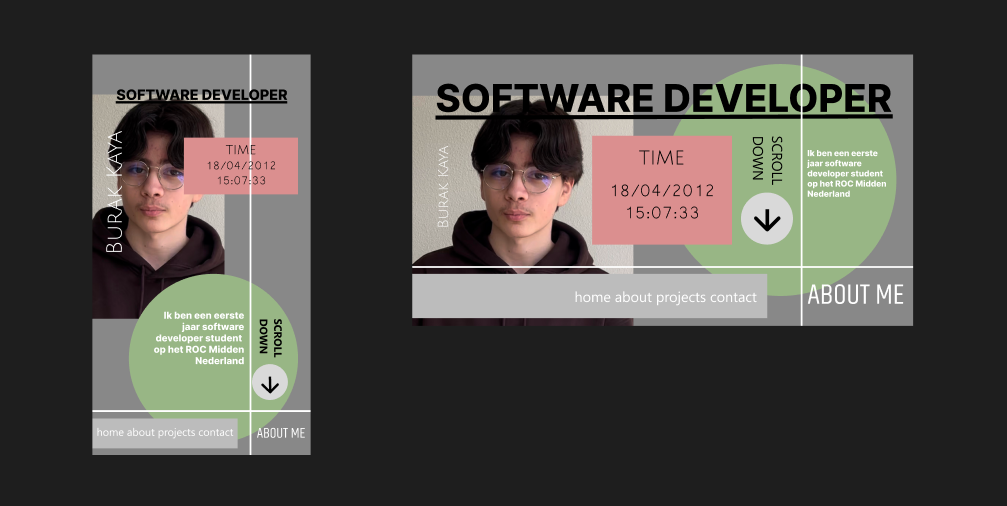 SOFTWARE DEVELOPER
BURAK KAYA
TIME
18/04/2012
15:07:33
Ik ben een eerste
jaar software
developer student
op het ROC Midden
Nederland
SCROLL
DOWN
home about projects contact
ABOUT ME
SOFTWARE DEVELOPER
BURAK KAYA
TIME
18/04/2012
15:07:33
SCROLL
DOWN
Ik ben een eerste
jaar software
developer student
op het ROC Midden
Nederland
home about projects contact
ABOUT ME